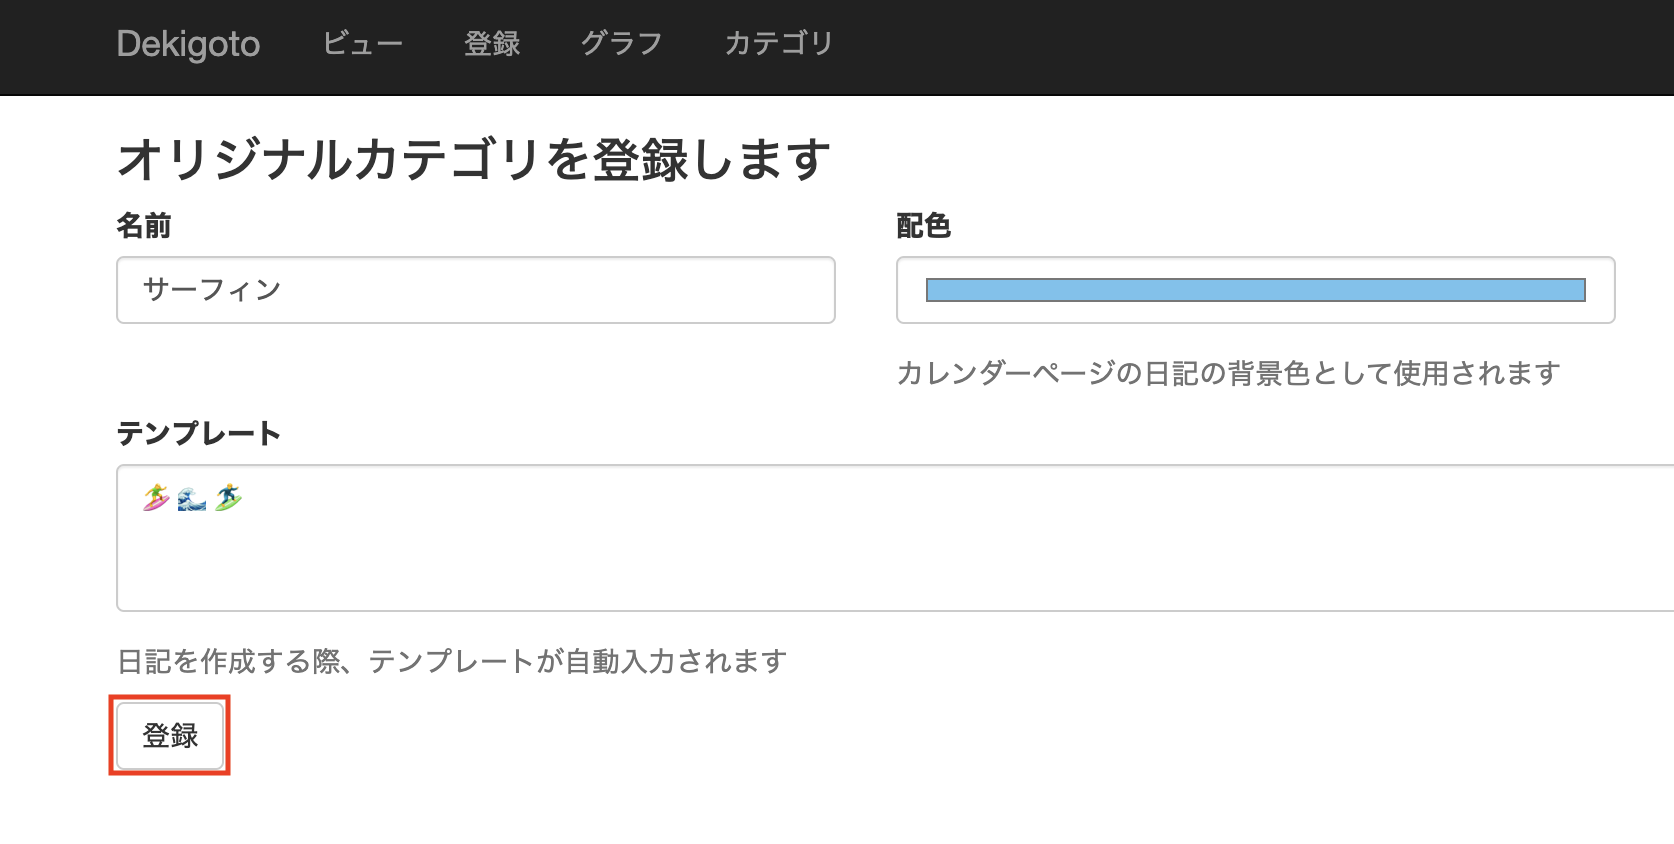 Dekigoto ビュー 登録 グラフ カテゴリ
オリジナルカテゴリを登録します
名前 配色
サーフィン
カレンダーページの日記の背景色として使用されます
テンプレート
🏄‍♀️🌊🏄‍♂️
日記を作成する際、テンプレートが自動入力されます
登録